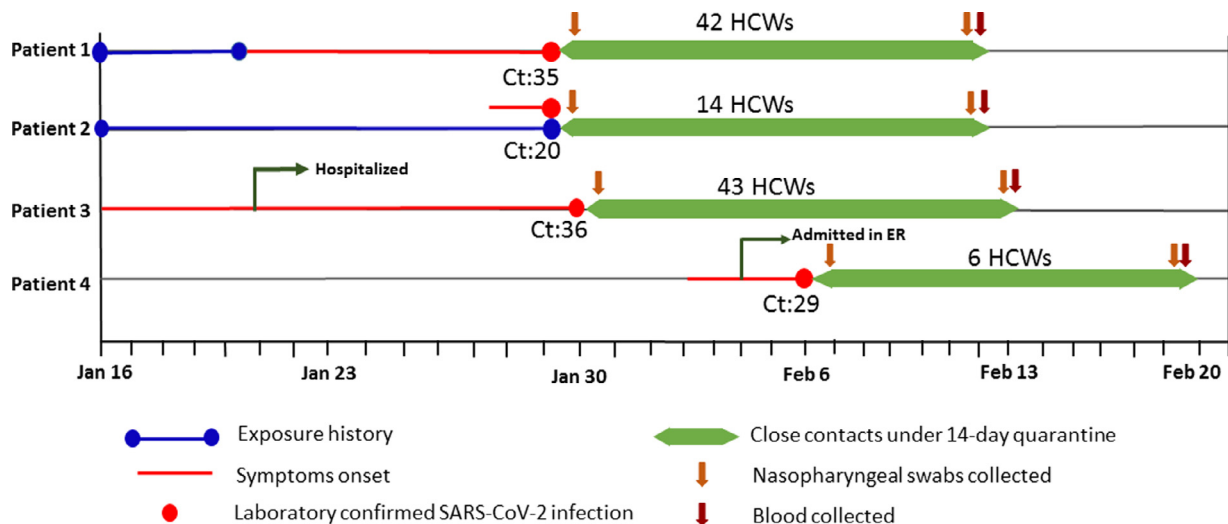 42 HCWs
Patient 1
Ct:35
14 HCWs
Patient 2
Ct:20
Hospitalized
43 HCWs
Patient 3
Ct:36
Admitted in ER
6 HCWs
Patient 4
Ct:29
Jan 16 Jan 23 Jan 30 Feb 6 Feb 13 Feb 20
Exposure history Close contacts under 14-day quarantine
Symptoms onset Nasopharyngeal swabs collected
Laboratory confirmed SARS-CoV-2 infection Blood collected